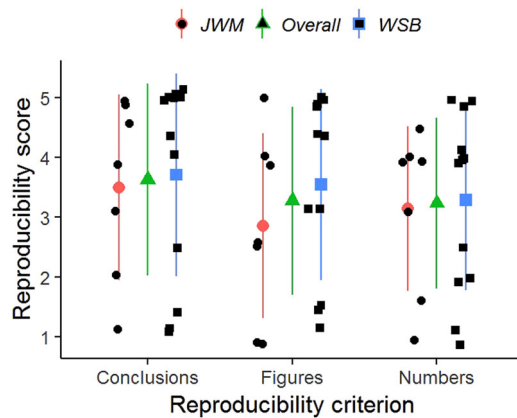 JWM Overall WSB
5
4
3
2
1
Reproducibility score
Conclusions Figures Numbers
Reproducibility criterion